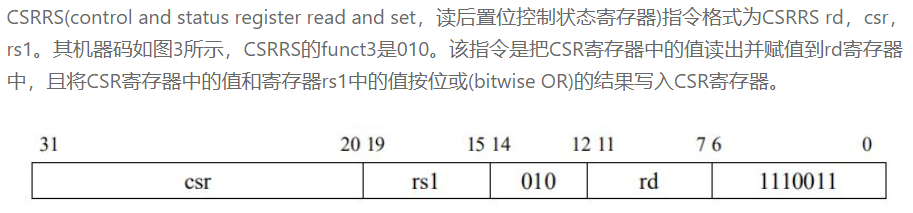 CSRRS(control and status register read and set，读后置位控制状态寄存器)指令格式为CSRRS rd，csr，
rs1。其机器码如图3所示，CSRRS的funct3是010。该指令是把CSR寄存器中的值读出并赋值到rd寄存器
中，且将CSR寄存器中的值和寄存器rs1中的值按位或(bitwise OR)的结果写入CSR寄存器。
31 20 19 15 14 12 11 7 6 0
csr rs1 010 rd 1110011